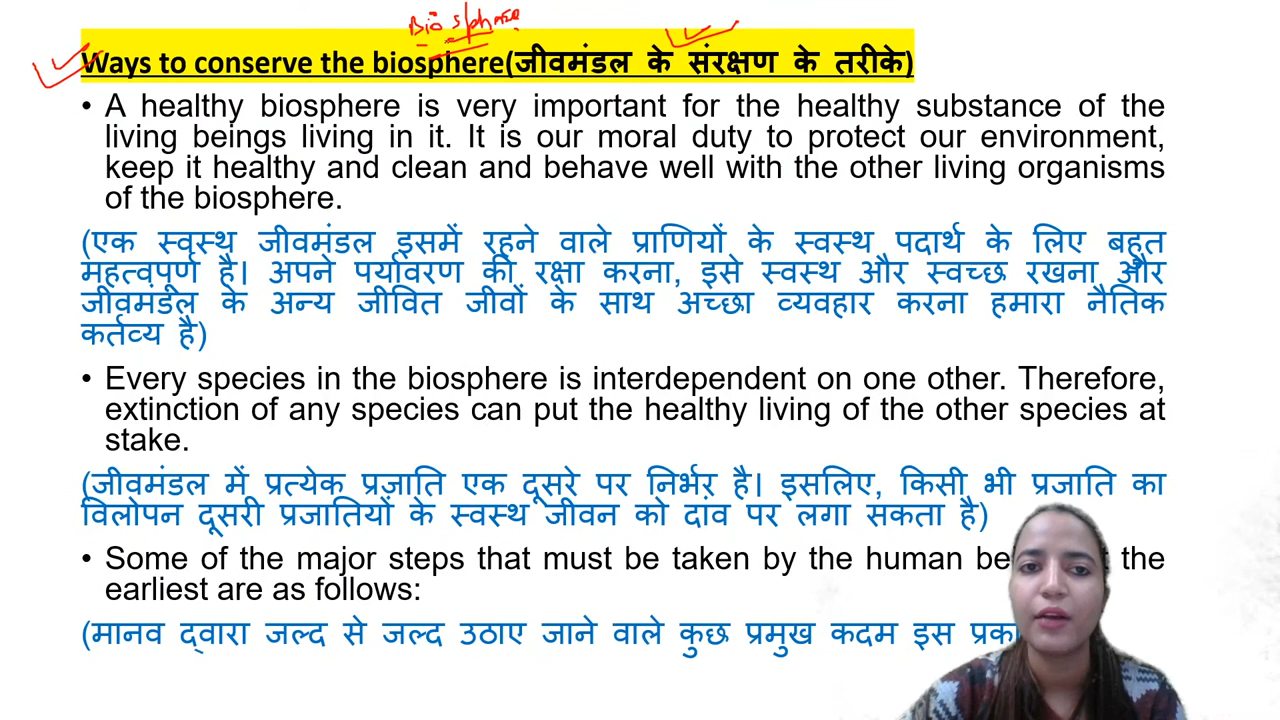 Biosphere
Ways to conserve the biosphere(जीवमंडल के संरक्षण के तरीके)
• A healthy biosphere is very important for the healthy substance of the
living beings living in it. It is our moral duty to protect our environment,
keep it healthy and clean and behave well with the other living organisms
of the biosphere.
(एक स्वस्थ जीवमंडल इसमें रहने वाले प्राणियों के स्वस्थ पदार्थ के लिए बहुत
महत्वपूर्ण है। अपने पर्यावरण की रक्षा करना, इसे स्वस्थ और स्वच्छ रखना और
जीवमंडल के अन्य जीवित जीवों के साथ अच्छा व्यवहार करना हमारा नैतिक
कर्तव्य है)
• Every species in the biosphere is interdependent on one other. Therefore,
extinction of any species can put the healthy living of the other species at
stake.
(जीवमंडल में प्रत्येक प्रजाति एक दूसरे पर निर्भर है। इसलिए, किसी भी प्रजाति का
विलोपन दूसरी प्रजातियों के स्वस्थ जीवन को दांव पर लगा सकता है)
• Some of the major steps that must be taken by the human the
earliest are as follows:
(मानव द्वारा जल्द से जल्द उठाए जाने वाले कुछ प्रमुख कदम इस